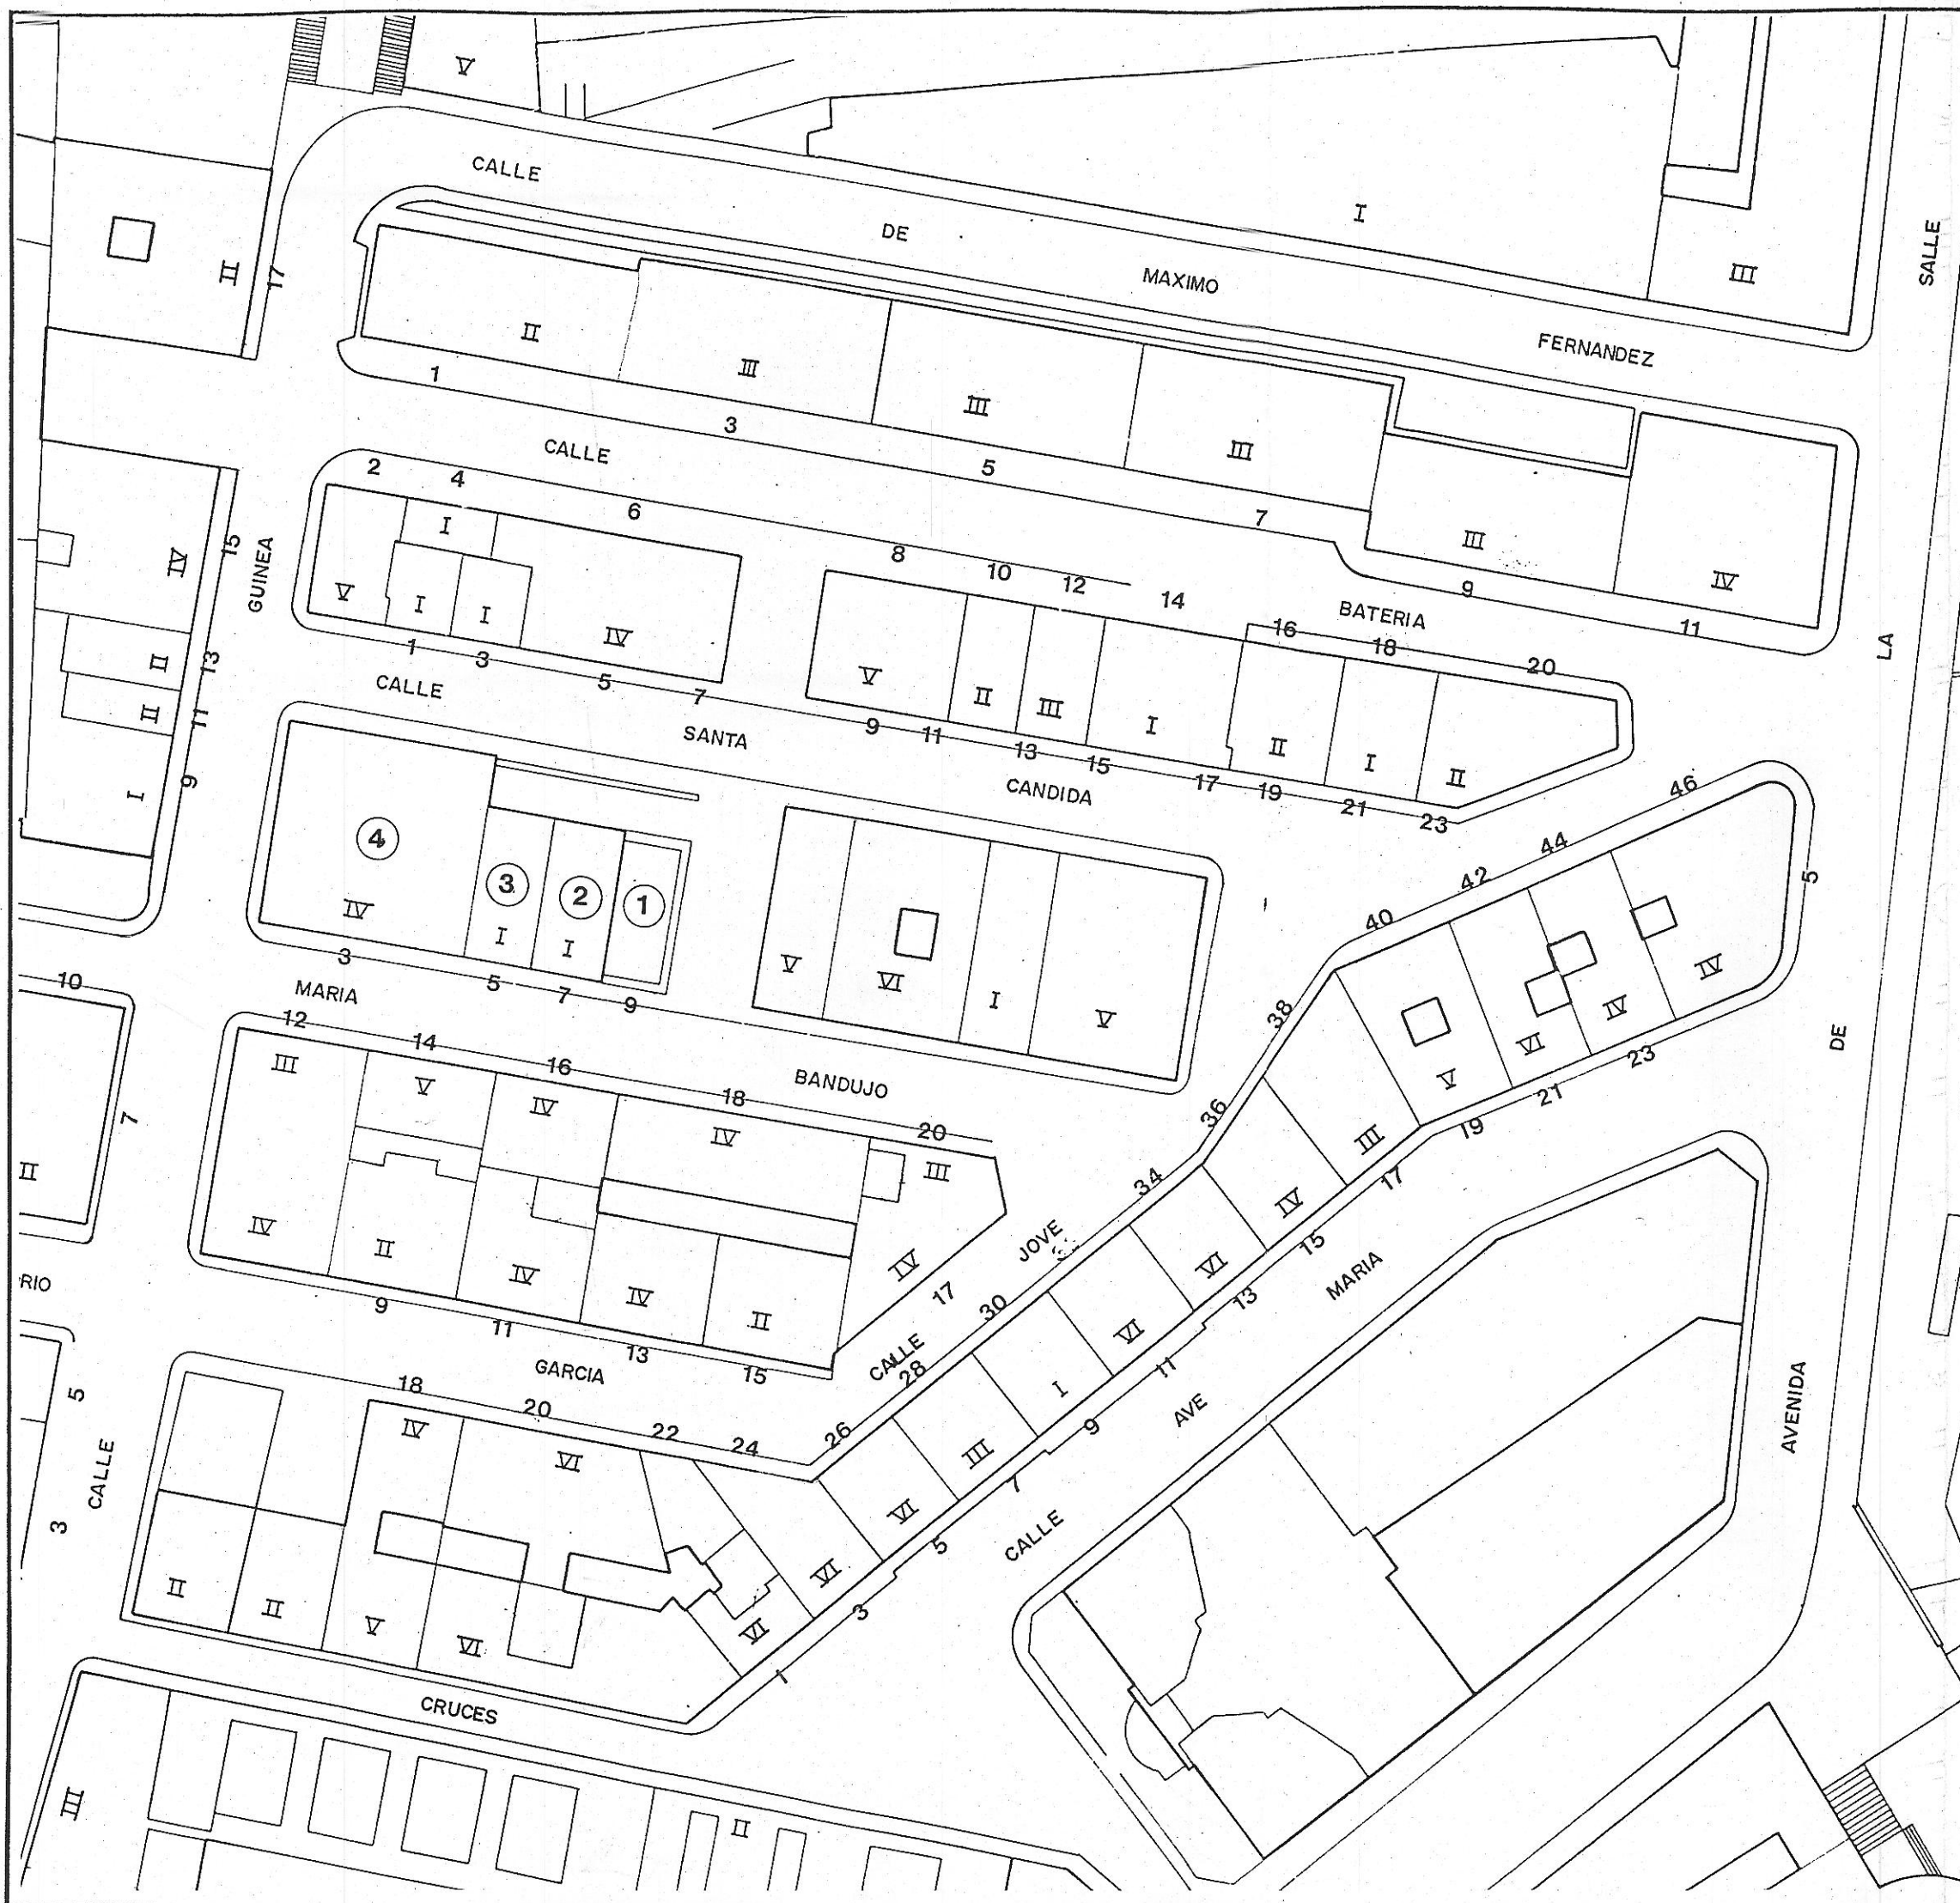 V
CALLE
DE
MAXIMO
FERNANDEZ
I
III
SALLE
II
17
II
III
III
III
III
IV
1
3
5
7
9
11
CALLE
BATERIA
2
4
6
8
10
12
14
16
18
20
V
I
I
I
IV
V
II
III
I
II
I
II
1
3
5
7
9
11
13
15
17
19
21
23
GUINEA
15
IV
II
13
II
11
I
9
CALLE
SANTA
CANDIDA
LA
4
3
2
1
IV
I
I
V
VI
I
V
3
5
7
9
MARIA
BANDUJO
10
II
7
12
14
16
18
20
III
V
IV
IV
III
IV
II
IV
IV
II
IV
9
11
13
15
17
RIO
GARCIA
CALLE
JOVE
26
28
30
34
36
38
40
42
44
46
5
V
VI
IV
IV
III
IV
VI
VI
I
III
VI
VI
VI
1
3
5
7
9
11
13
15
17
19
21
23
CALLE
AVE
MARIA
DE
AVENIDA
5
3
CALLE
18
20
22
24
IV
VI
II
II
V
VI
CRUCES
III
II